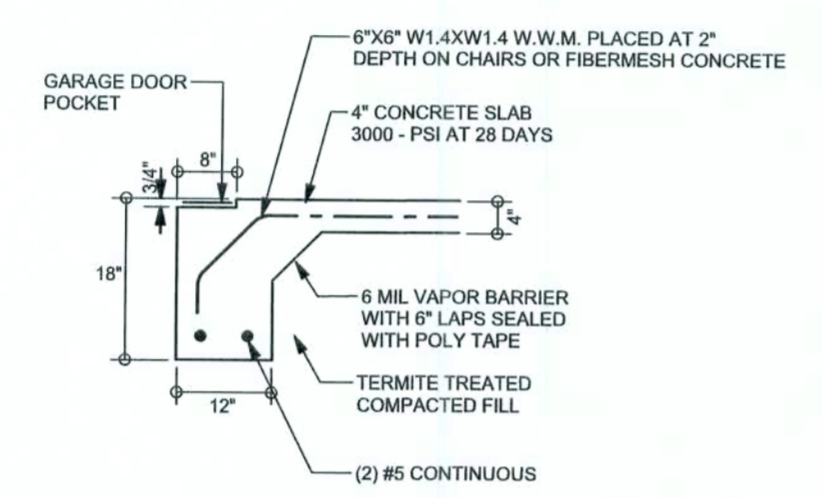 6"X6" W1.4XW1.4 W.W.M. PLACED AT 2"
DEPTH ON CHAIRS OR FIBERMESH CONCRETE
GARAGE DOOR
POCKET
4" CONCRETE SLAB
3000 - PSI AT 28 DAYS
8"
3/4"
4"
18"
6 MIL VAPOR BARRIER
WITH 6" LAPS SEALED
WITH POLY TAPE
TERMITE TREATED
COMPACTED FILL
12"
(2) #5 CONTINUOUS